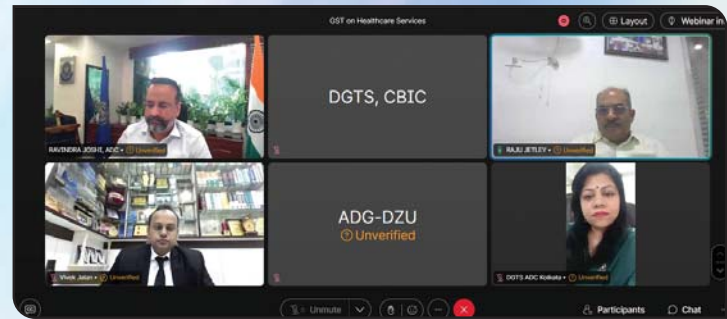 GST on Healthcare Services
Layout
Webinar in
RAVINDRA JOSHI, ADC • Unverified
DGTS, CBIC
RAJU JETLEY • Unverified
Vivek Jalan • Unverified
ADG-DZU
Unverified
DGTS ADC Kolkata • Unverified
Unmute
Participants
Chat